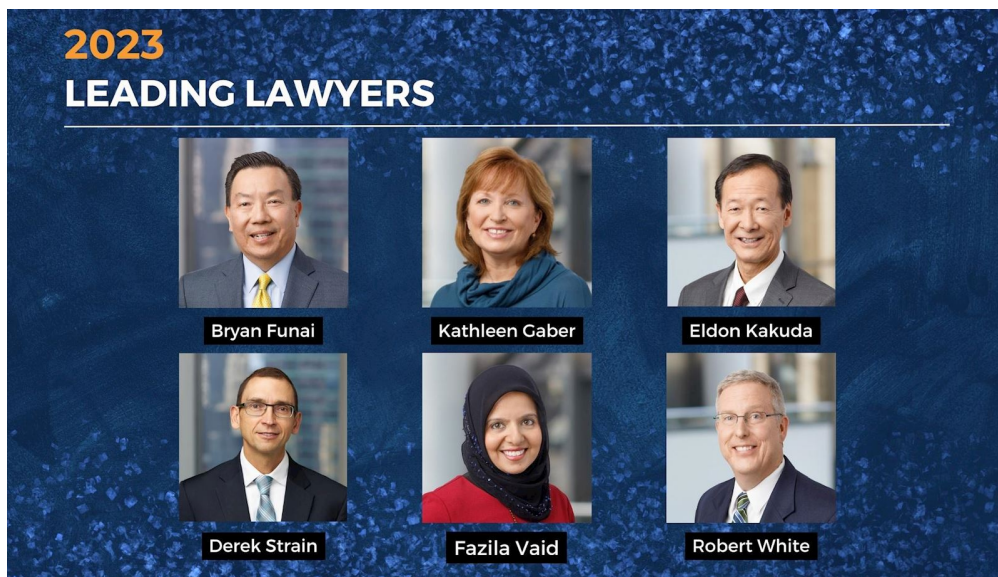 2023
LEADING LAWYERS
Bryan Funai
Kathleen Gaber
Eldon Kakuda
Derek Strain
Fazila Vaid
Robert White